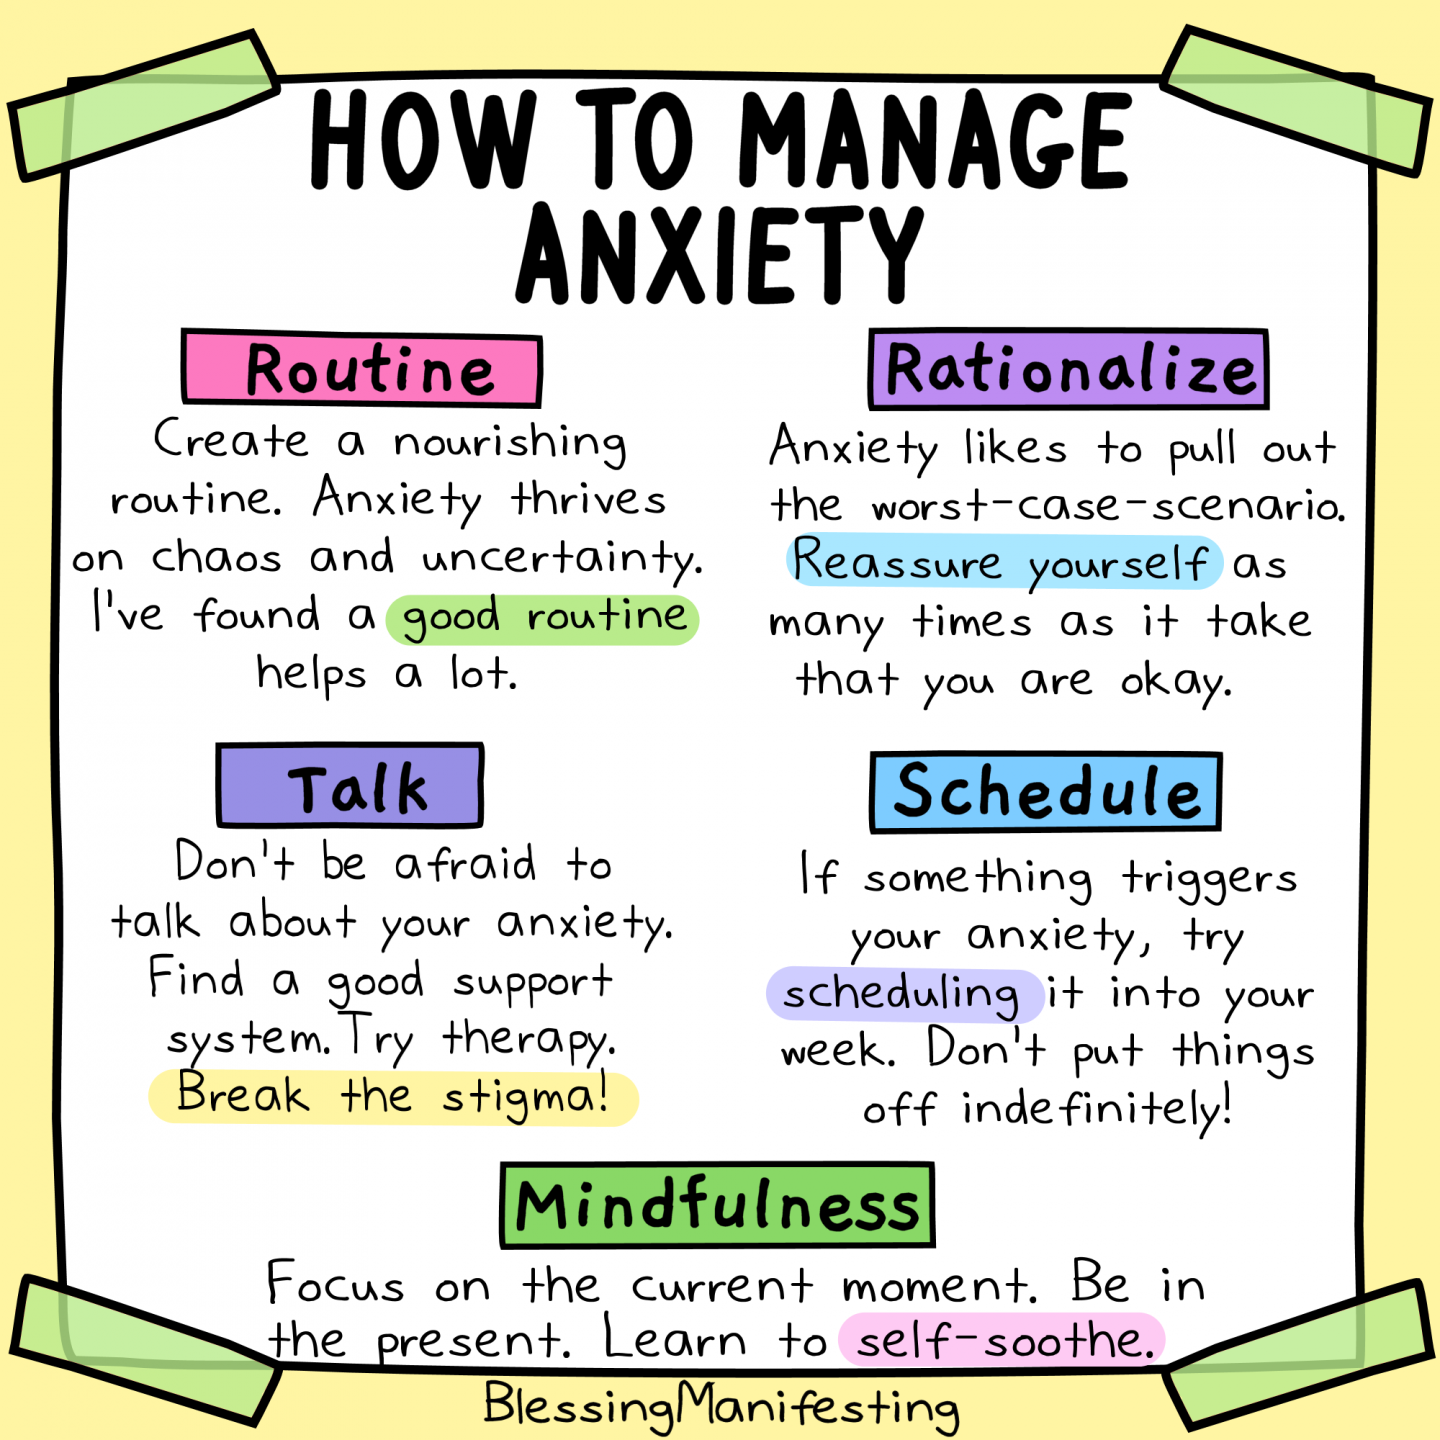 HOW TO MANAGE
ANXIETY
Routine
Create a nourishing
routine. Anxiety thrives
on chaos and uncertainty.
I've found a good routine
helps a lot.
Rationalize
Anxiety likes to pull out
the worst-case-scenario.
Reassure yourself as
many times as it take
that you are okay.
Talk
Don't be afraid to
talk about your anxiety.
Find a good support
system. Try therapy.
Break the stigma!
Schedule
If something triggers
your anxiety, try
scheduling it into your
week. Don't put things
off indefinitely!
Mindfulness
Focus on the current moment. Be in
the present. Learn to self-soothe.
BlessingManifesting